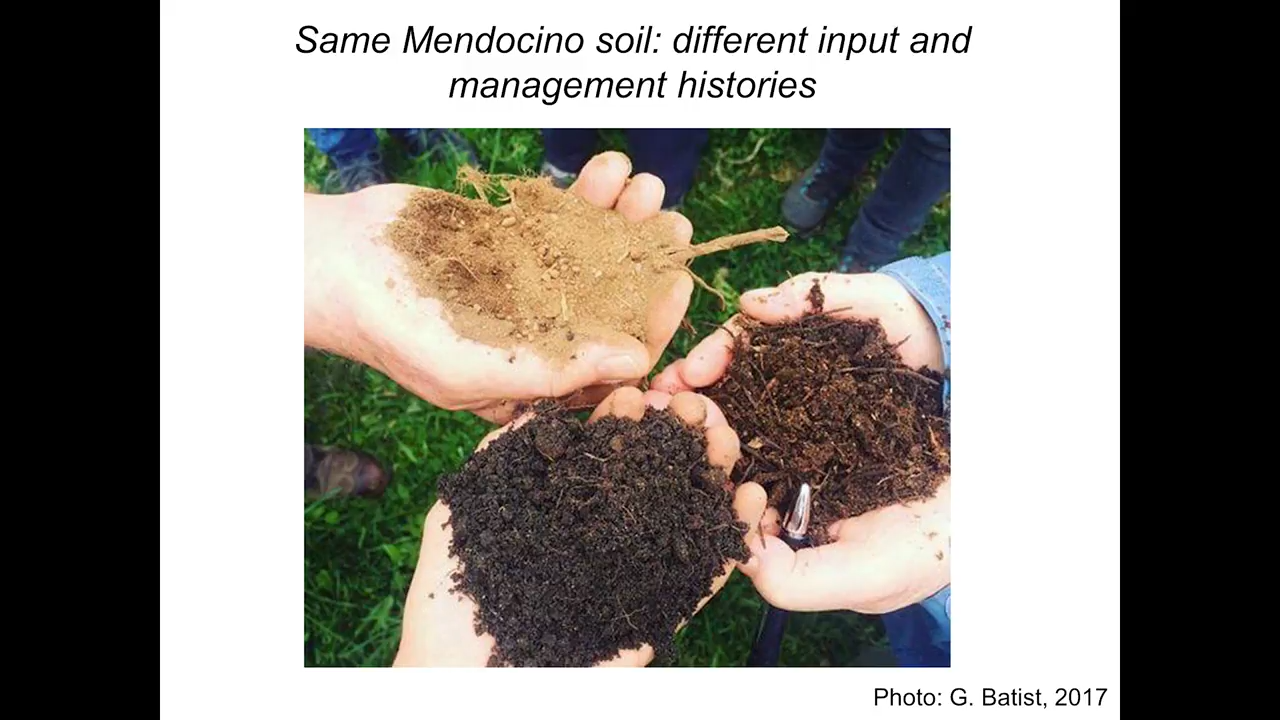 Same Mendocino soil: different input and
management histories
Photo: G. Batist, 2017